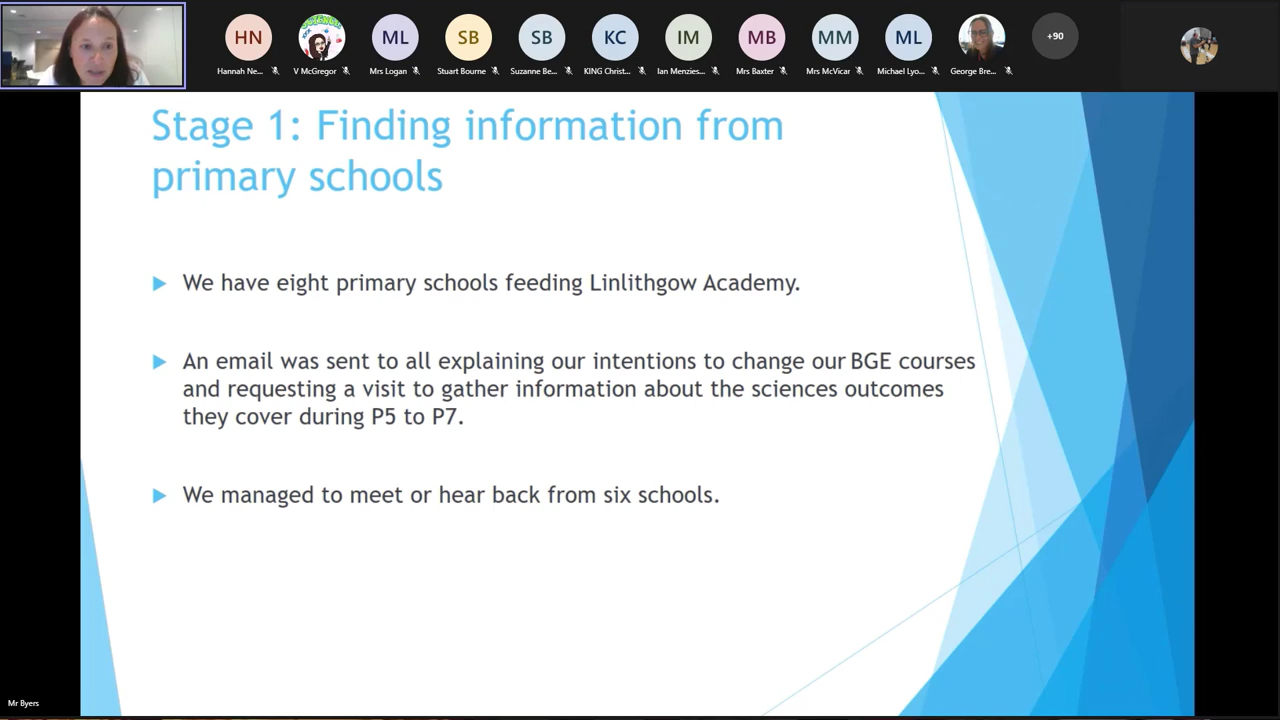 HN
ML
SB
SB
KC
IM
MB
MM
ML
+90
Hannah Ne...
V McGregor
Mrs Logan
Stuart Bourne
Suzanne Be...
KING Christ...
Ian Menzies...
Mrs Baxter
Mrs McVicar
Michael Lyo...
George Bre...
Stage 1: Finding information from
primary schools
We have eight primary schools feeding Linlithgow Academy.
An email was sent to all explaining our intentions to change our BGE courses
and requesting a visit to gather information about the sciences outcomes
they cover during P5 to P7.
We managed to meet or hear back from six schools.
Mr Byers